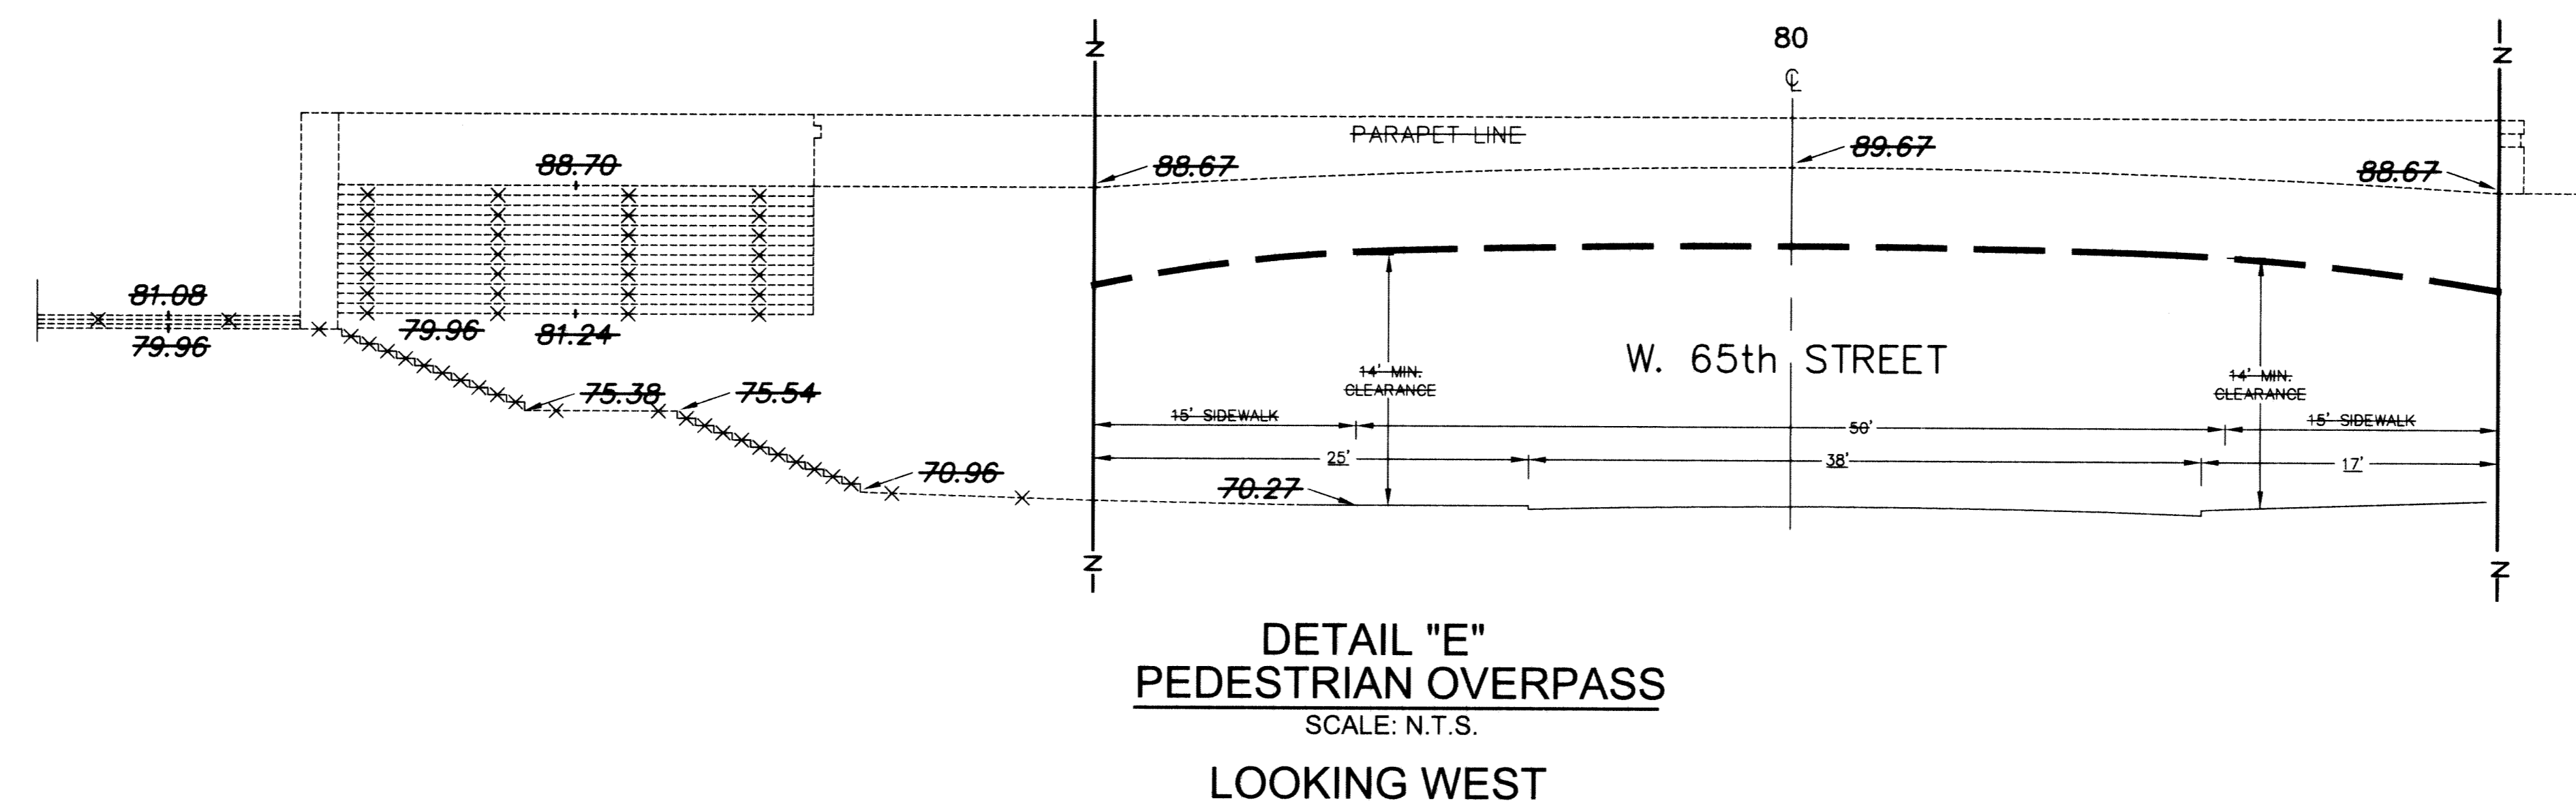 80
℄
PARAPET LINE
88.70
88.67
89.67
88.67
81.08
79.96
79.96
81.24
W. 65th STREET
14' MIN.
CLEARANCE
14' MIN.
CLEARANCE
75.38
75.54
15' SIDEWALK
50'
15' SIDEWALK
25'
38'
17'
70.96
70.27
DETAIL "E"
PEDESTRIAN OVERPASS
SCALE: N.T.S.
LOOKING WEST